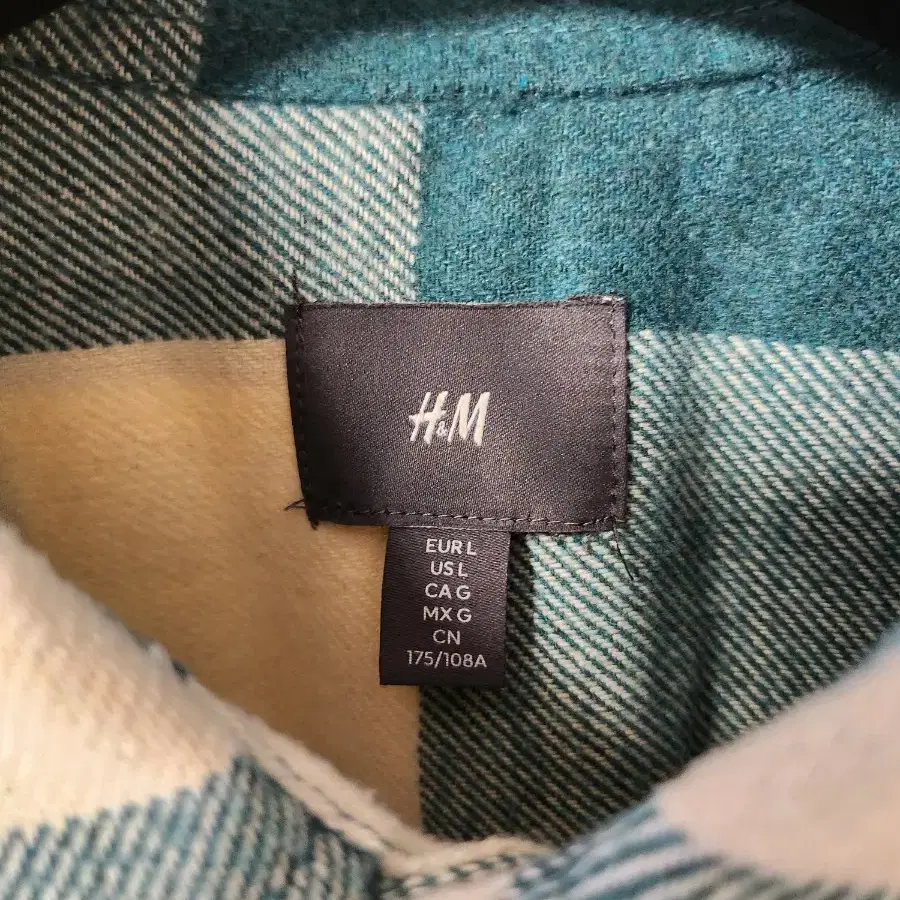 H&M
EUR L
US L
CA G
MX G
CN
175/108A